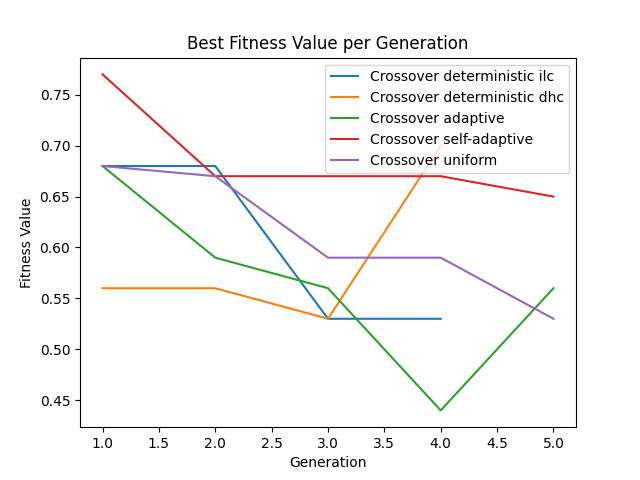 Best Fitness Value per Generation
Crossover deterministic ilc
Crossover deterministic dhc
Crossover adaptive
Crossover self-adaptive
Crossover uniform
Fitness Value
0.75
0.70
0.65
0.60
0.55
0.50
0.45
1.0 1.5 2.0 2.5 3.0 3.5 4.0 4.5 5.0
Generation